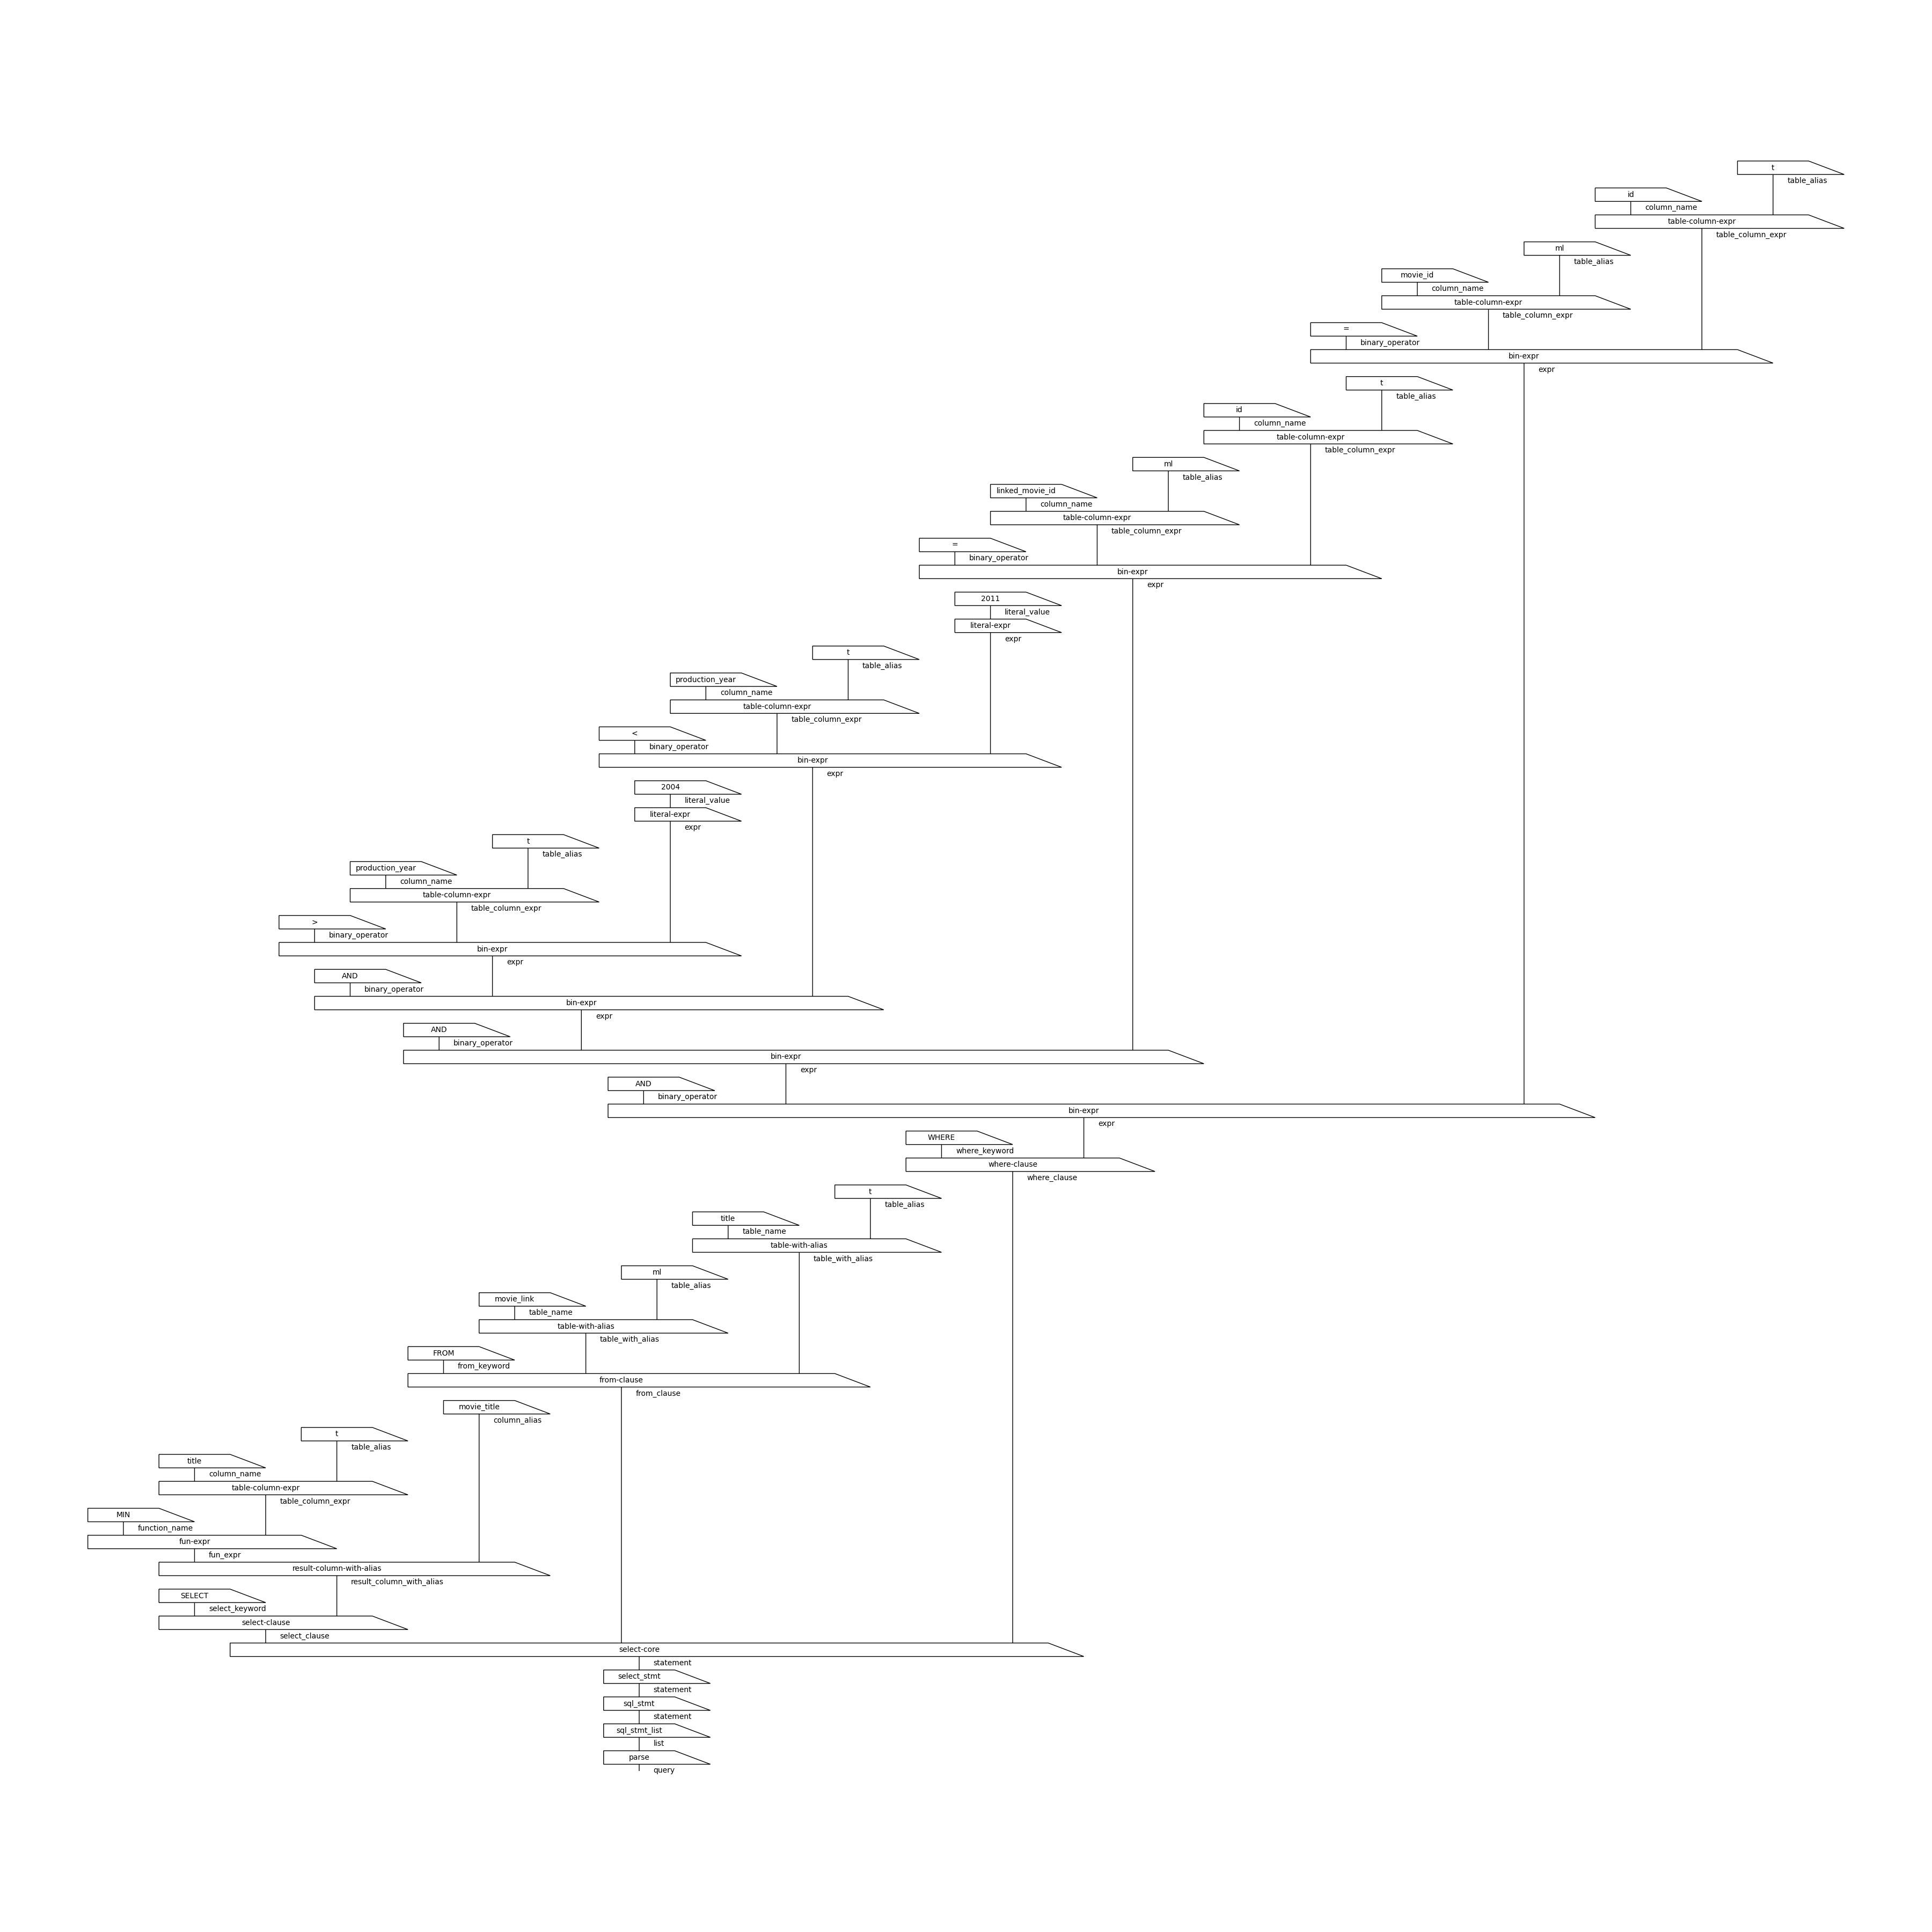 t
table_alias
id
column_name
table-column-expr
table_column_expr
ml
table_alias
movie_id
column_name
table-column-expr
table_column_expr
=
binary_operator
bin-expr
expr
t
table_alias
id
column_name
table-column-expr
table_column_expr
ml
table_alias
linked_movie_id
column_name
table-column-expr
table_column_expr
=
binary_operator
bin-expr
expr
2011
literal_value
literal-expr
expr
t
table_alias
production_year
column_name
table-column-expr
table_column_expr
<
binary_operator
bin-expr
expr
2004
literal_value
literal-expr
expr
t
table_alias
production_year
column_name
table-column-expr
table_column_expr
>
binary_operator
bin-expr
expr
AND
binary_operator
bin-expr
expr
AND
binary_operator
bin-expr
expr
AND
binary_operator
bin-expr
expr
WHERE
where_keyword
where-clause
where_clause
t
table_alias
title
table_name
table-with-alias
table_with_alias
ml
table_alias
movie_link
table_name
table-with-alias
table_with_alias
FROM
from_keyword
from-clause
from_clause
movie_title
column_alias
t
table_alias
title
column_name
table-column-expr
table_column_expr
MIN
function_name
fun-expr
fun_expr
result-column-with-alias
result_column_with_alias
SELECT
select_keyword
select-clause
select_clause
select-core
statement
select_stmt
statement
sql_stmt
statement
sql_stmt_list
list
parse
query